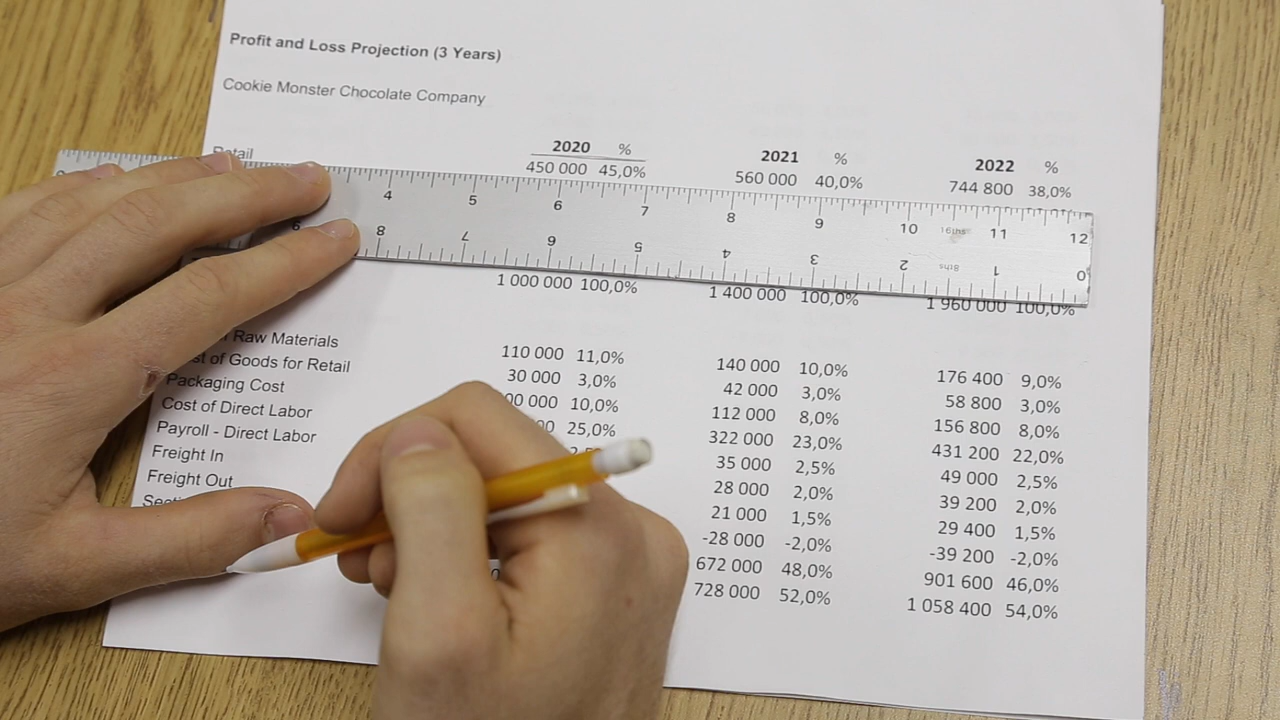 Profit and Loss Projection (3 Years)
Cookie Monster Chocolate Company
2020 % 2021 % 2022 %
Retail 450 000 45,0% 560 000 40,0% 744 800 38,0%
4 5 6 7 8 9 10 16ths 11 12
6 8 7 6 5 4 3 2 8ths 1 0
1 000 000 100,0% 1 400 000 100,0% 1 960 000 100,0%
Raw Materials 110 000 11,0% 140 000 10,0% 176 400 9,0%
of Goods for Retail 30 000 3,0% 42 000 3,0% 58 800 3,0%
Packaging Cost 00 000 10,0% 112 000 8,0% 156 800 8,0%
Cost of Direct Labor 25,0% 322 000 23,0% 431 200 22,0%
Payroll - Direct Labor 35 000 2,5% 49 000 2,5%
Freight In 28 000 2,0% 39 200 2,0%
Freight Out 21 000 1,5% 29 400 1,5%
-28 000 -2,0% -39 200 -2,0%
672 000 48,0% 901 600 46,0%
728 000 52,0% 1 058 400 54,0%